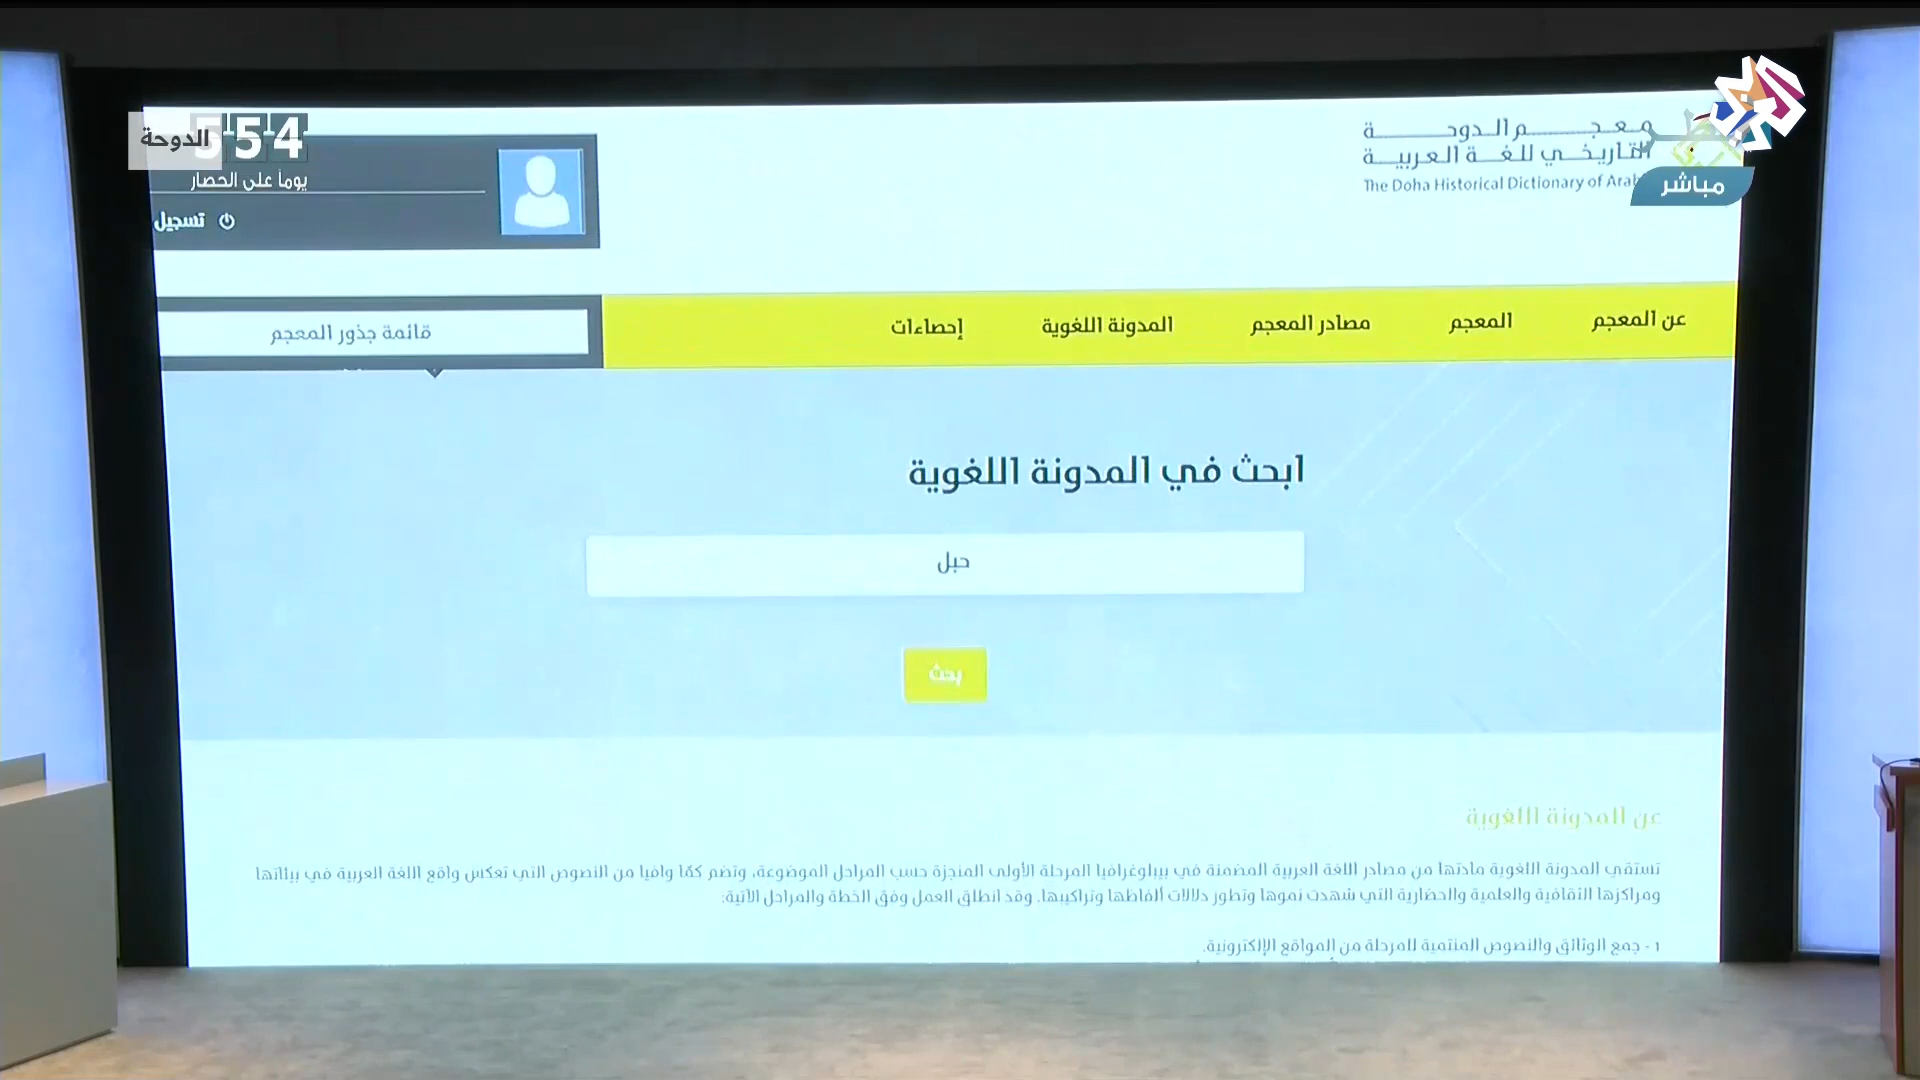 معجم الدوحة
التاريخي للغة العربية
The Doha Historical Dictionary of Arab
مباشر
الدوحة
554
يوماً على الحصار
تسجيل
عن المعجم
المعجم
مصادر المعجم
المدونة اللغوية
إحصاءات
قائمة جذور المعجم
ابحث في المدونة اللغوية
حبل
بحث
عن المدونة اللغوية
تستقي المدونة اللغوية مادتها من مصادر اللغة العربية المضمنة في ببلوغرافيا المرحلة الأولى المنجزة حسب المراحل الموضوعة، وتضم كمّا وافيا من النصوص التي تعكس واقع اللغة العربية في بيئاتها
ومراكزها الثقافية والعلمية والحضارية التي شهدت نموها وتطور دلالات ألفاظها وتراكيبها. وقد انطلق العمل وفق الخطة والمراحل الآتية:
1 - جمع الوثائق والنصوص المنتمية للمرحلة من المواقع الإلكترونية.